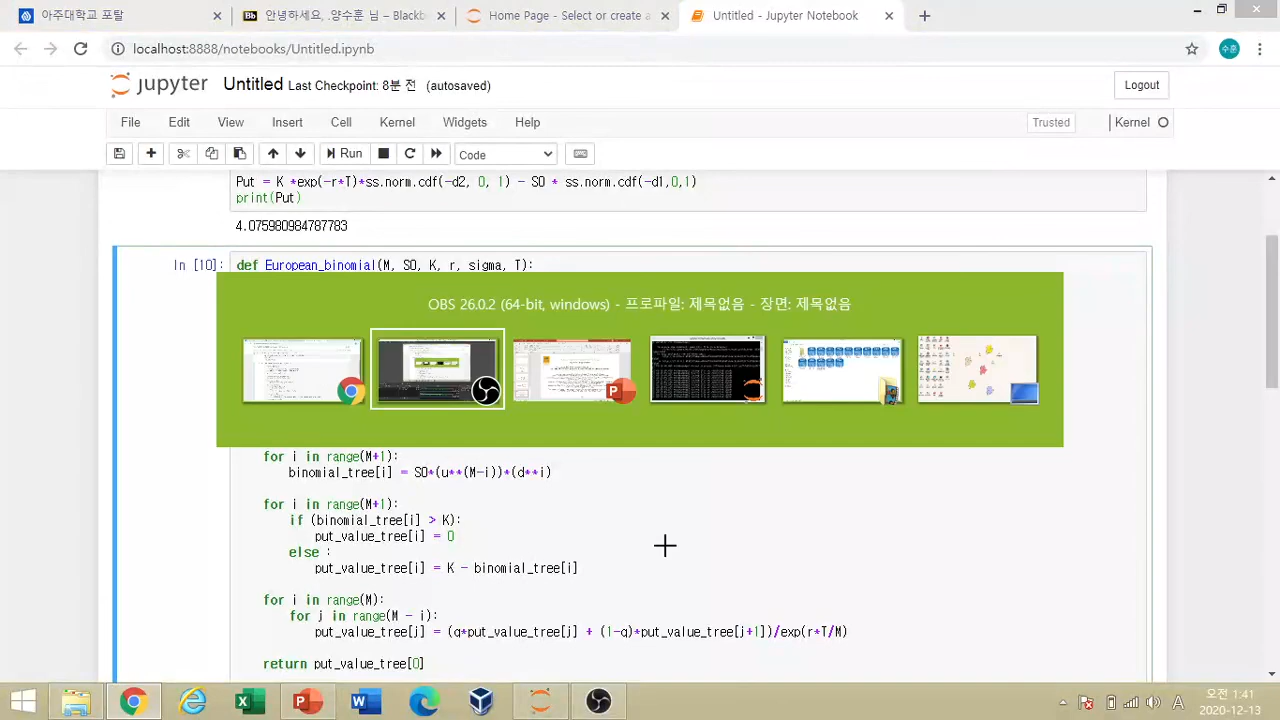 아주대학교 포탈
Bb 안녕하세요, 양수훈 님 – Blackb
Home Page - Select or create a
Untitled - Jupyter Notebook
localhost:8888/notebooks/Untitled.ipynb
수훈
jupyter Untitled Last Checkpoint: 8분 전 (autosaved)
Logout
File Edit View Insert Cell Kernel Widgets Help
Trusted
Kernel
Run
Code
Put = K *exp(-r*T)*ss.norm.cdf(-d2, 0, 1) - S0 * ss.norm.cdf(-d1,0,1)
print(Put)
4.075980984787783
In [10]: def European_binomial(M, S0, K, r, sigma, T):
OBS 26.0.2 (64-bit, windows) - 프로파일: 제목없음 - 장면: 제목없음
for i in range(M+1):
binomial_tree[i] = S0*(u**(M-i))*(d**i)
for i in range(M+1):
if (binomial_tree[i] > K):
put_value_tree[i] = 0
else :
put_value_tree[i] = K - binomial_tree[i]
for i in range(M):
for j in range(M - i):
put_value_tree[j] = (q*put_value_tree[j] + (1-q)*put_value_tree[j+1])/exp(r*T/M)
return put_value_tree[0]
A
오전 1:41
2020-12-13